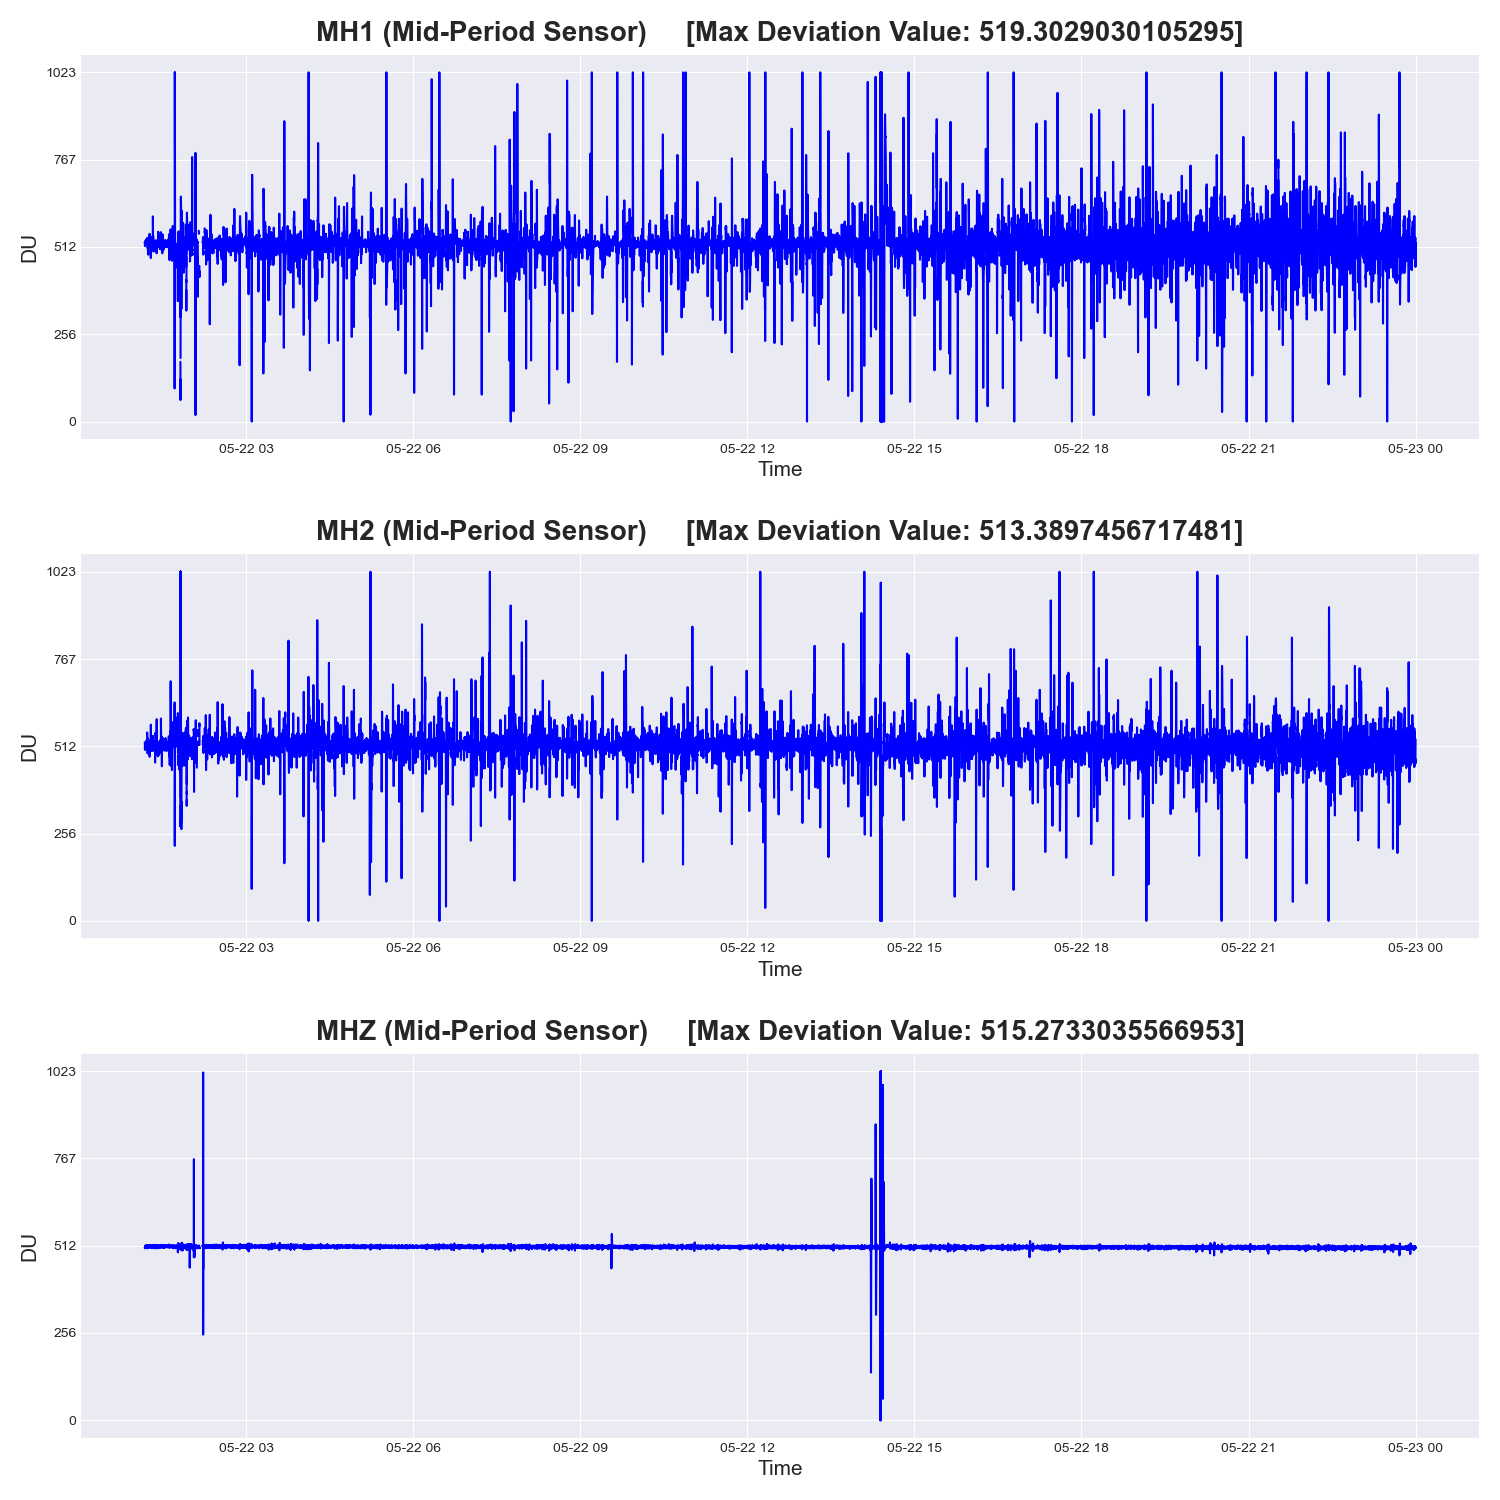 MH1 (Mid-Period Sensor) [Max Deviation Value: 519.3029030105295]
1023
767
512
256
0
DU
05-22 03 05-22 06 05-22 09 05-22 12 05-22 15 05-22 18 05-22 21 05-23 00
Time
MH2 (Mid-Period Sensor) [Max Deviation Value: 513.3897456717481]
1023
767
512
256
0
DU
05-22 03 05-22 06 05-22 09 05-22 12 05-22 15 05-22 18 05-22 21 05-23 00
Time
MHZ (Mid-Period Sensor) [Max Deviation Value: 515.2733035566953]
1023
767
512
256
0
DU
05-22 03 05-22 06 05-22 09 05-22 12 05-22 15 05-22 18 05-22 21 05-23 00
Time